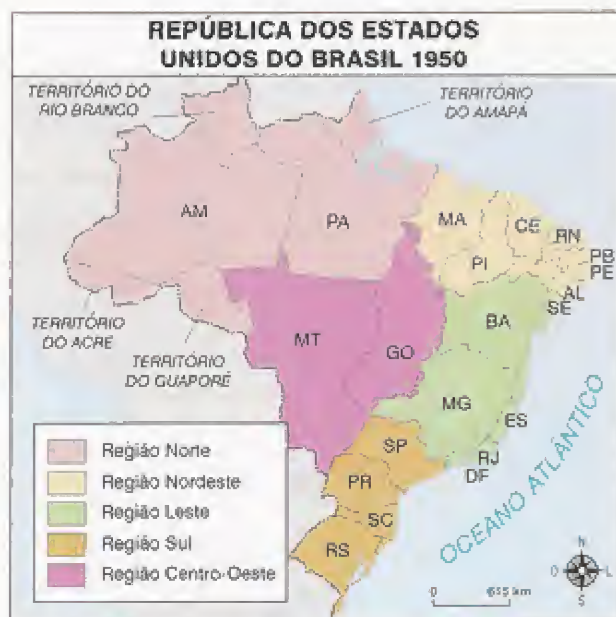 REPÚBLICA DOS ESTADOS
UNIDOS DO BRASIL 1950
TERRITÓRIO DO
RIO BRANCO
TERRITÓRIO
DO AMAPÁ
AM
PA
MA
CE
RN
PB
PE
PI
AL
SE
TERRITÓRIO
DO ACRE
TERRITÓRIO
DO GUAPORÉ
MT
GO
BA
MG
ES
SP
RJ
DF
PR
SC
RS
OCEANO ATLÂNTICO
Região Norte
Região Nordeste
Região Leste
Região Sul
Região Centro-Oeste
N
O
L
S
0 655 km